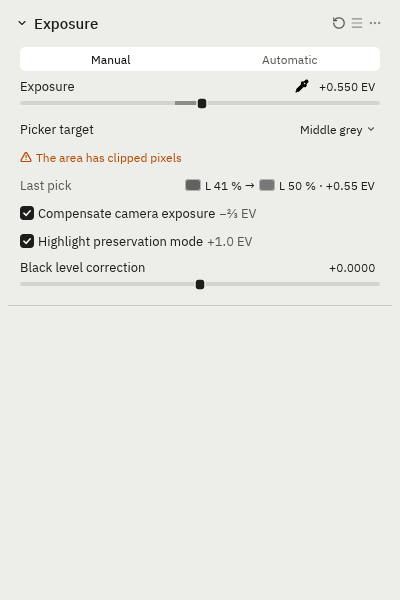 Exposure
Manual Automatic
Exposure +0.550 EV
Picker target Middle grey
The area has clipped pixels
Last pick L 41 % → L 50 % · +0.55 EV
Compensate camera exposure −⅔ EV
Highlight preservation mode +1.0 EV
Black level correction +0.0000